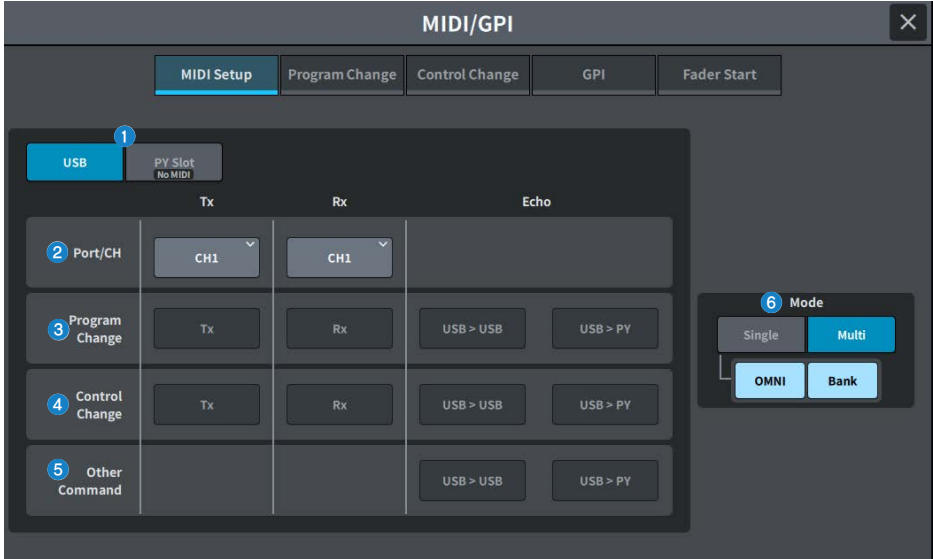 MIDI/GPI
MIDI Setup Program Change Control Change GPI Fader Start
1
USB PY Slot
No MIDI
Tx Rx Echo
2 Port/CH CH1 CH1
6 Mode
3 Program
Change Tx Rx USB > USB USB > PY
Single Multi
OMNI Bank
4 Control
Change Tx Rx USB > USB USB > PY
5 Other
Command USB > USB USB > PY